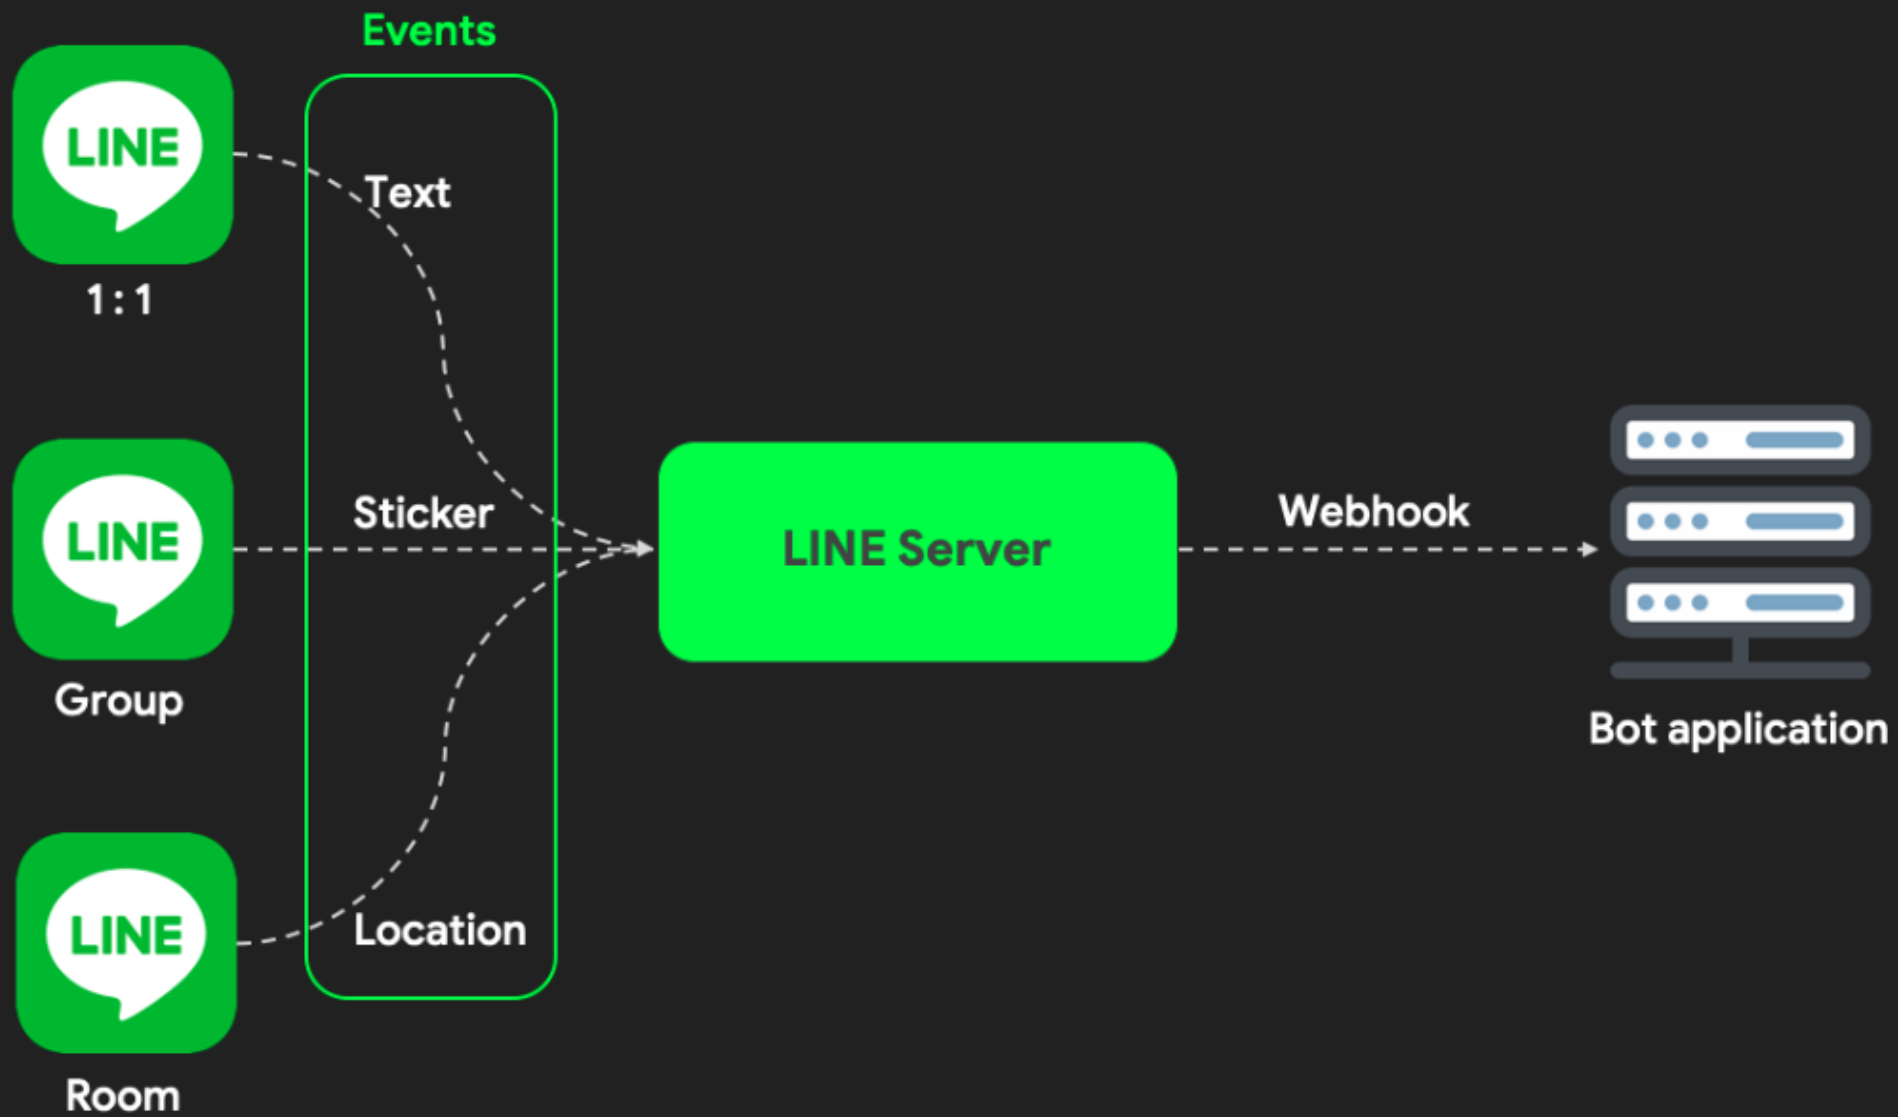 Events
LINE
1 : 1
Text
LINE
Group
Sticker
LINE Server
Webhook
Bot application
LINE
Room
Location